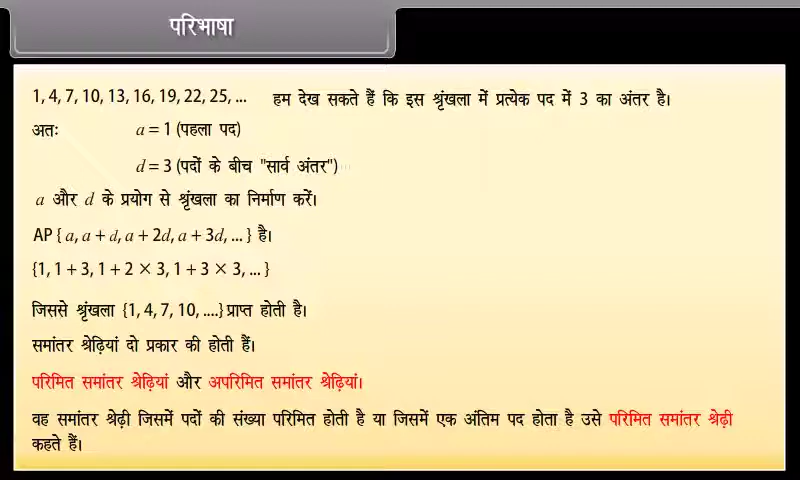 परिभाषा
1, 4, 7, 10, 13, 16, 19, 22, 25, ... हम देख सकते हैं कि इस श्रृंखला में प्रत्येक पद में 3 का अंतर है।
अतः a = 1 (पहला पद)
d = 3 (पदों के बीच "सार्व अंतर")
a और d के प्रयोग से श्रृंखला का निर्माण करें।
AP { a, a + d, a + 2d, a + 3d, ... } है।
{1, 1 + 3, 1 + 2 × 3, 1 + 3 × 3, ... }
जिससे श्रृंखला {1, 4, 7, 10, ....} प्राप्त होती है।
समांतर श्रेढ़ियां दो प्रकार की होती हैं।
परिमित समांतर श्रेढ़ियां और अपरिमित समांतर श्रेढ़ियां।
वह समांतर श्रेढ़ी जिसमें पदों की संख्या परिमित होती है या जिसमें एक अंतिम पद होता है उसे परिमित समांतर श्रेढ़ी
कहते हैं।